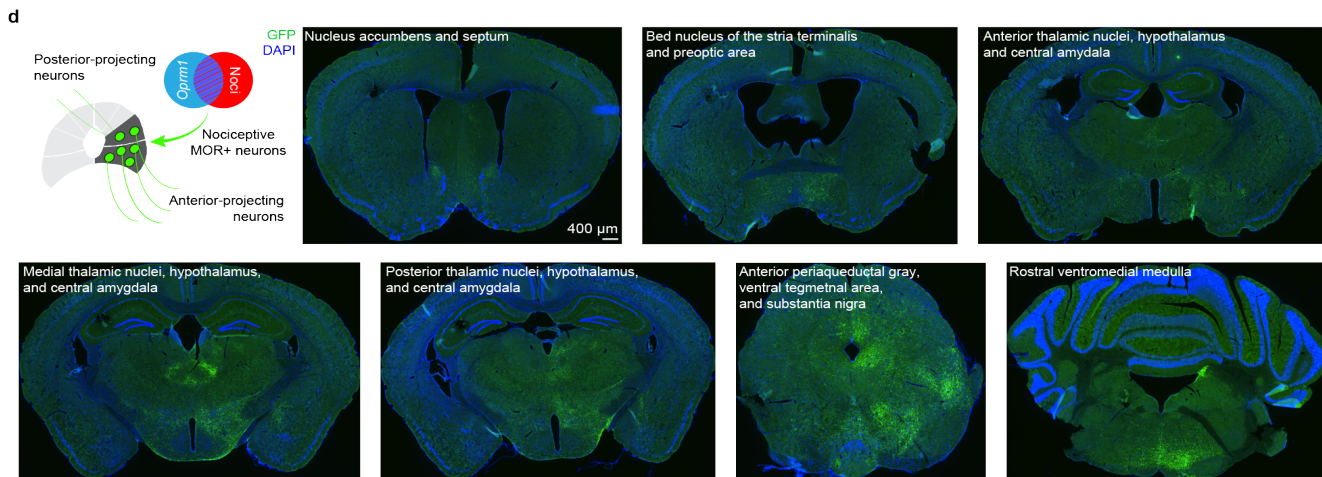 d
GFP
DAPI
Posterior-projecting
neurons
Oprm1
Noci
Nociceptive
MOR+ neurons
Anterior-projecting
neurons
Nucleus accumbens and septum
400 µm
Bed nucleus of the stria terminalis
and preoptic area
Anterior thalamic nuclei, hypothalamus
and central amydala
Medial thalamic nuclei, hypothalamus,
and central amygdala
Posterior thalamic nuclei, hypothalamus,
and central amygdala
Anterior periaqueductal gray,
ventral tegmetnal area,
and substantia nigra
Rostral ventromedial medulla